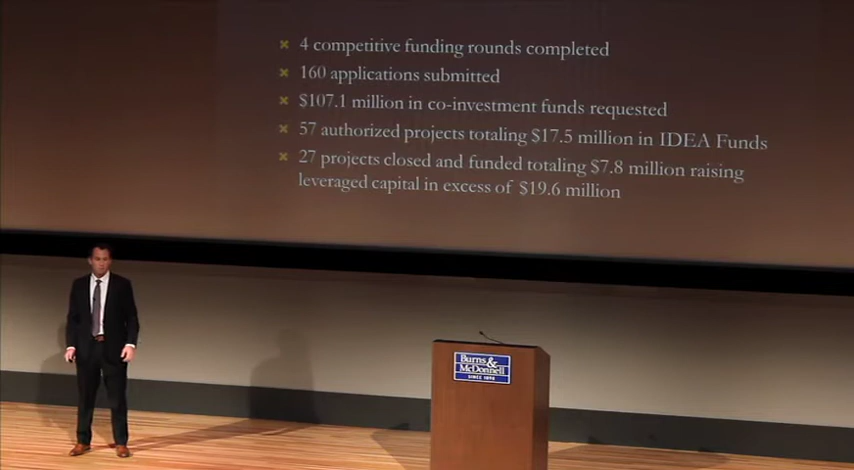 4 competitive funding rounds completed
160 applications submitted
$107.1 million in co-investment funds requested
57 authorized projects totaling $17.5 million in IDEA Funds
27 projects closed and funded totaling $7.8 million raising
leveraged capital in excess of $19.6 million
Burns &
McDonnell
SINCE 1898